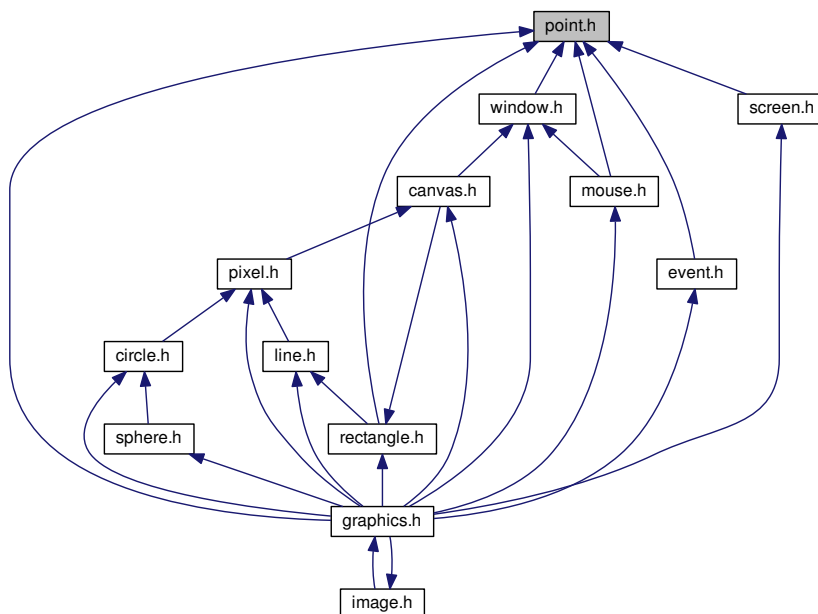 point.h
window.h
screen.h
canvas.h
mouse.h
pixel.h
event.h
circle.h
line.h
sphere.h
rectangle.h
graphics.h
image.h